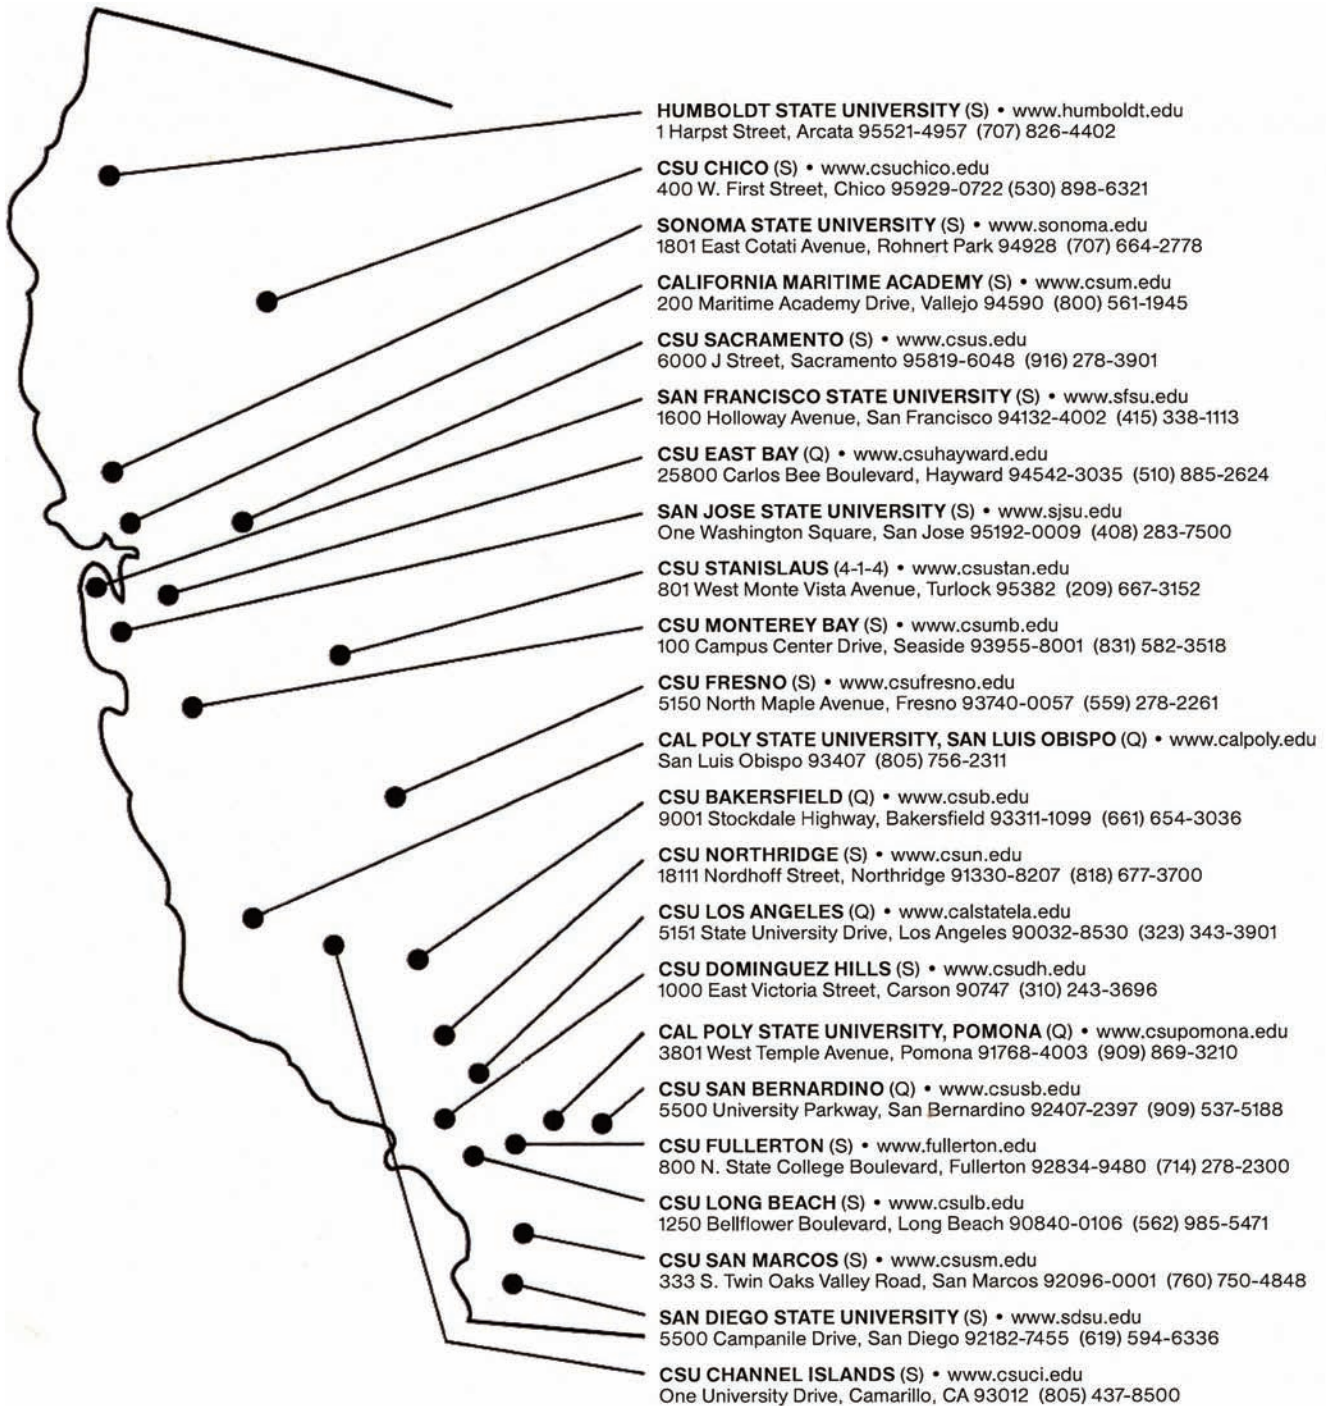 HUMBOLDT STATE UNIVERSITY (S) • www.humboldt.edu
1 Harpst Street, Arcata 95521-4957 (707) 826-4402
CSU CHICO (S) • www.csuchico.edu
400 W. First Street, Chico 95929-0722 (530) 898-6321
SONOMA STATE UNIVERSITY (S) • www.sonoma.edu
1801 East Cotati Avenue, Rohnert Park 94928 (707) 664-2778
CALIFORNIA MARITIME ACADEMY (S) • www.csum.edu
200 Maritime Academy Drive, Vallejo 94590 (800) 561-1945
CSU SACRAMENTO (S) • www.csus.edu
6000 J Street, Sacramento 95819-6048 (916) 278-3901
SAN FRANCISCO STATE UNIVERSITY (S) • www.sfsu.edu
1600 Holloway Avenue, San Francisco 94132-4002 (415) 338-1113
CSU EAST BAY (Q) • www.csuhayward.edu
25800 Carlos Bee Boulevard, Hayward 94542-3035 (510) 885-2624
SAN JOSE STATE UNIVERSITY (S) • www.sjsu.edu
One Washington Square, San Jose 95192-0009 (408) 283-7500
CSU STANISLAUS (4-1-4) • www.csustan.edu
801 West Monte Vista Avenue, Turlock 95382 (209) 667-3152
CSU MONTEREY BAY (S) • www.csumb.edu
100 Campus Center Drive, Seaside 93955-8001 (831) 582-3518
CSU FRESNO (S) • www.csufresno.edu
5150 North Maple Avenue, Fresno 93740-0057 (559) 278-2261
CAL POLY STATE UNIVERSITY, SAN LUIS OBISPO (Q) • www.calpoly.edu
San Luis Obispo 93407 (805) 756-2311
CSU BAKERSFIELD (Q) • www.csub.edu
9001 Stockdale Highway, Bakersfield 93311-1099 (661) 654-3036
CSU NORTHRIDGE (S) • www.csun.edu
18111 Nordhoff Street, Northridge 91330-8207 (818) 677-3700
CSU LOS ANGELES (Q) • www.calstatela.edu
5151 State University Drive, Los Angeles 90032-8530 (323) 343-3901
CSU DOMINGUEZ HILLS (S) • www.csudh.edu
1000 East Victoria Street, Carson 90747 (310) 243-3696
CAL POLY STATE UNIVERSITY, POMONA (Q) • www.csupomona.edu
3801 West Temple Avenue, Pomona 91768-4003 (909) 869-3210
CSU SAN BERNARDINO (Q) • www.csusb.edu
5500 University Parkway, San Bernardino 92407-2397 (909) 537-5188
CSU FULLERTON (S) • www.fullerton.edu
800 N. State College Boulevard, Fullerton 92834-9480 (714) 278-2300
CSU LONG BEACH (S) • www.csulb.edu
1250 Bellflower Boulevard, Long Beach 90840-0106 (562) 985-5471
CSU SAN MARCOS (S) • www.csusm.edu
333 S. Twin Oaks Valley Road, San Marcos 92096-0001 (760) 750-4848
SAN DIEGO STATE UNIVERSITY (S) • www.sdsu.edu
5500 Campanile Drive, San Diego 92182-7455 (619) 594-6336
CSU CHANNEL ISLANDS (S) • www.csuci.edu
One University Drive, Camarillo, CA 93012 (805) 437-8500